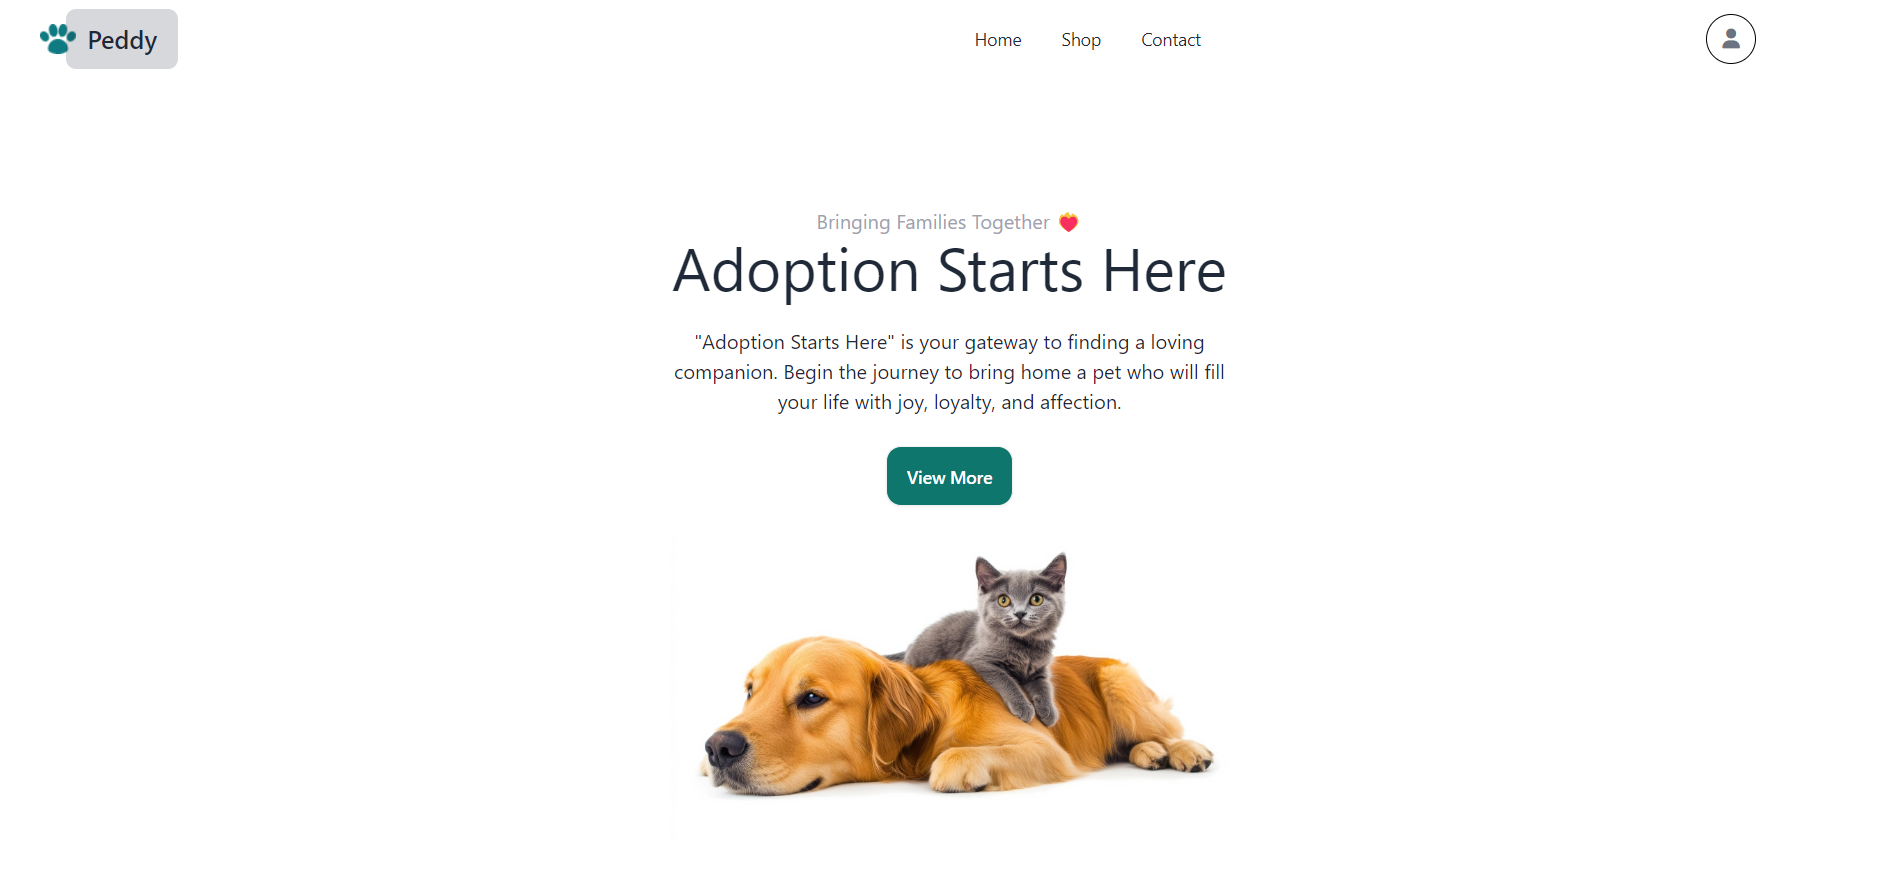 Peddy
Home
Shop
Contact
Bringing Families Together
Adoption Starts Here
"Adoption Starts Here" is your gateway to finding a loving
companion. Begin the journey to bring home a pet who will fill
your life with joy, loyalty, and affection.
View More